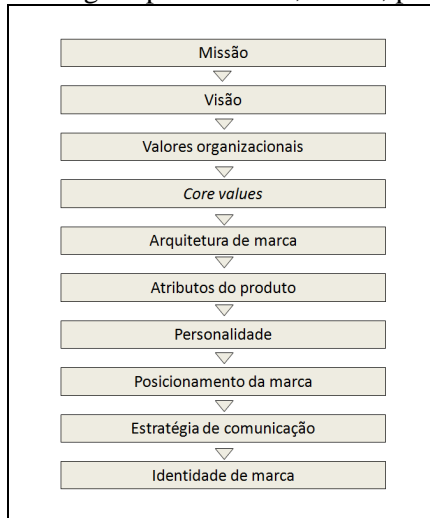 Missão
Visão
Valores organizacionais
Core values
Arquitetura de marca
Atributos do produto
Personalidade
Posicionamento da marca
Estratégia de comunicação
Identidade de marca